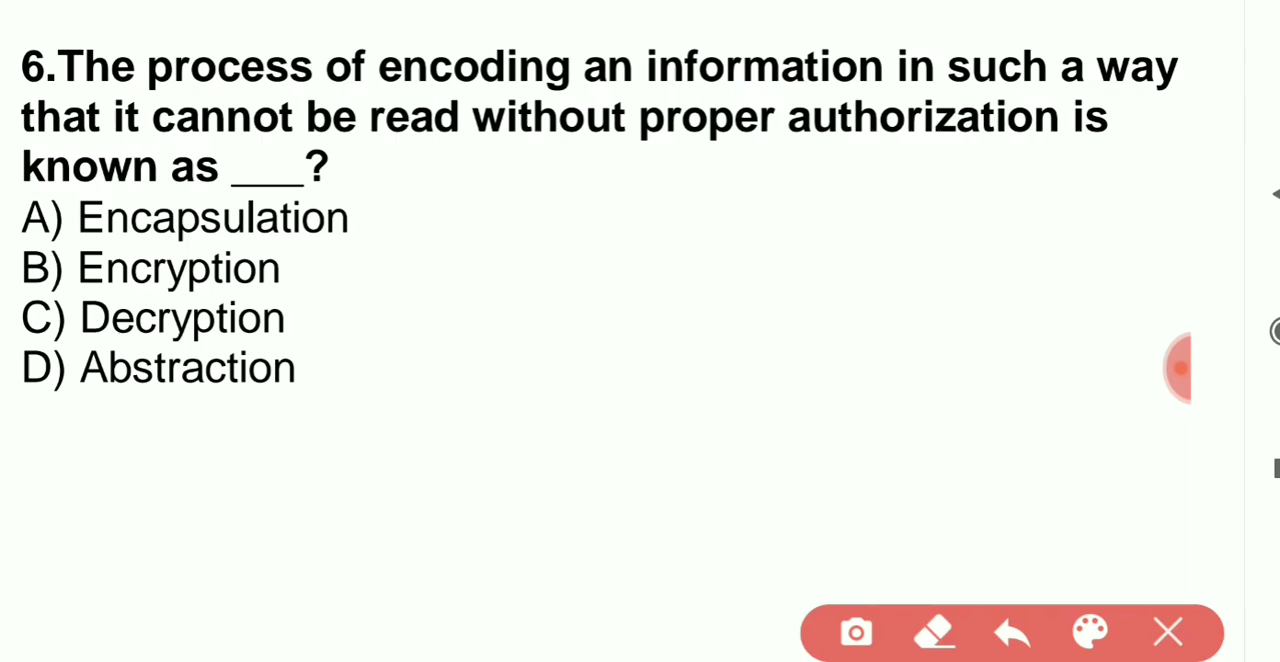 6.The process of encoding an information in such a way
that it cannot be read without proper authorization is
known as ____?
A) Encapsulation
B) Encryption
C) Decryption
D) Abstraction